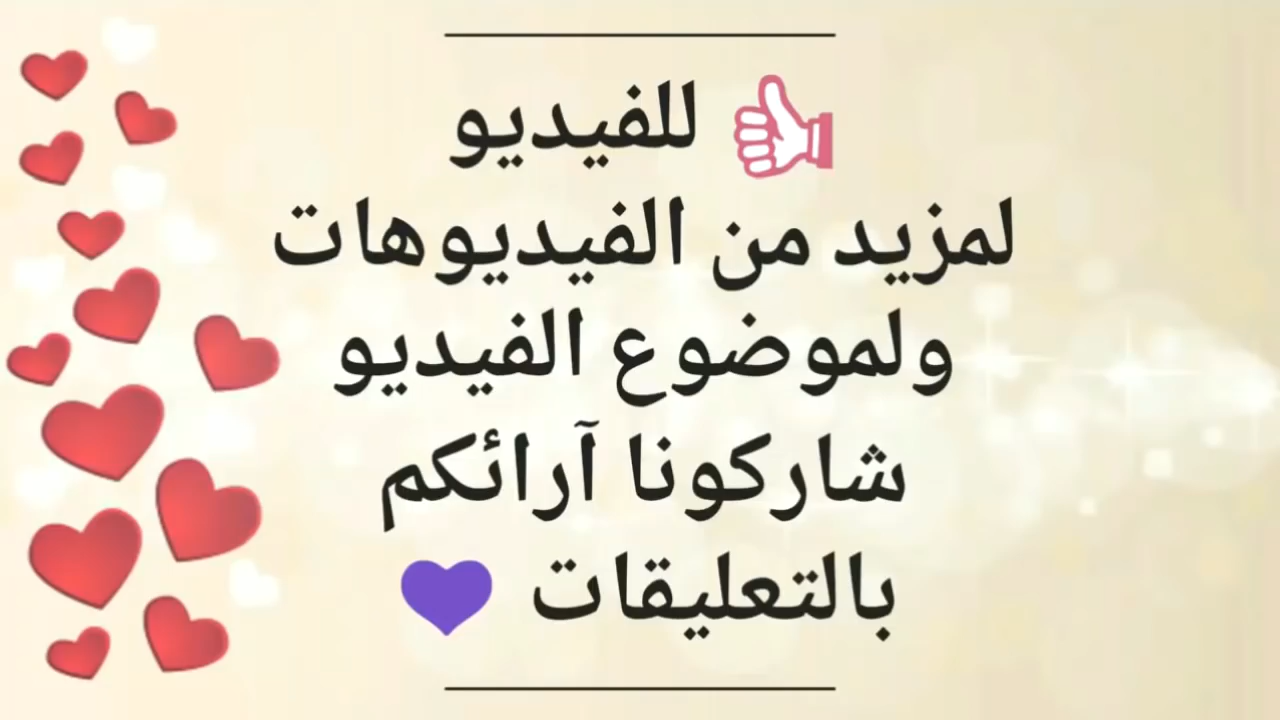 👍 للفيديو
لمزيد من الفيديوهات
ولموضوع الفيديو
شاركونا آرائكم
بالتعليقات 💜